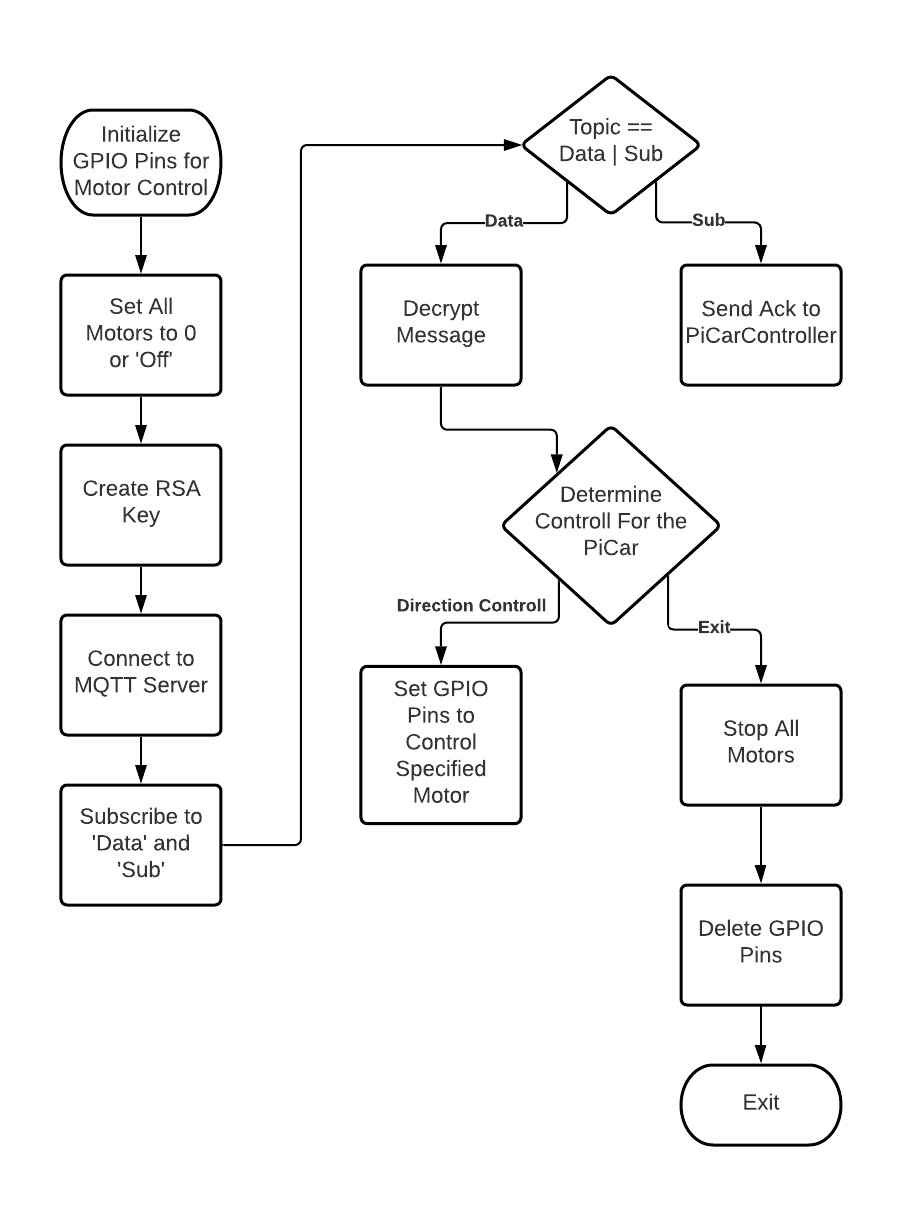 Initialize
GPIO Pins for
Motor Control
Set All
Motors to 0
or 'Off'
Create RSA
Key
Connect to
MQTT Server
Subscribe to
'Data' and
'Sub'
Topic ==
Data | Sub
Data
Sub
Decrypt
Message
Send Ack to
PiCarController
Determine
Controll For the
PiCar
Direction Controll
Exit
Set GPIO
Pins to
Control
Specified
Motor
Stop All
Motors
Delete GPIO
Pins
Exit